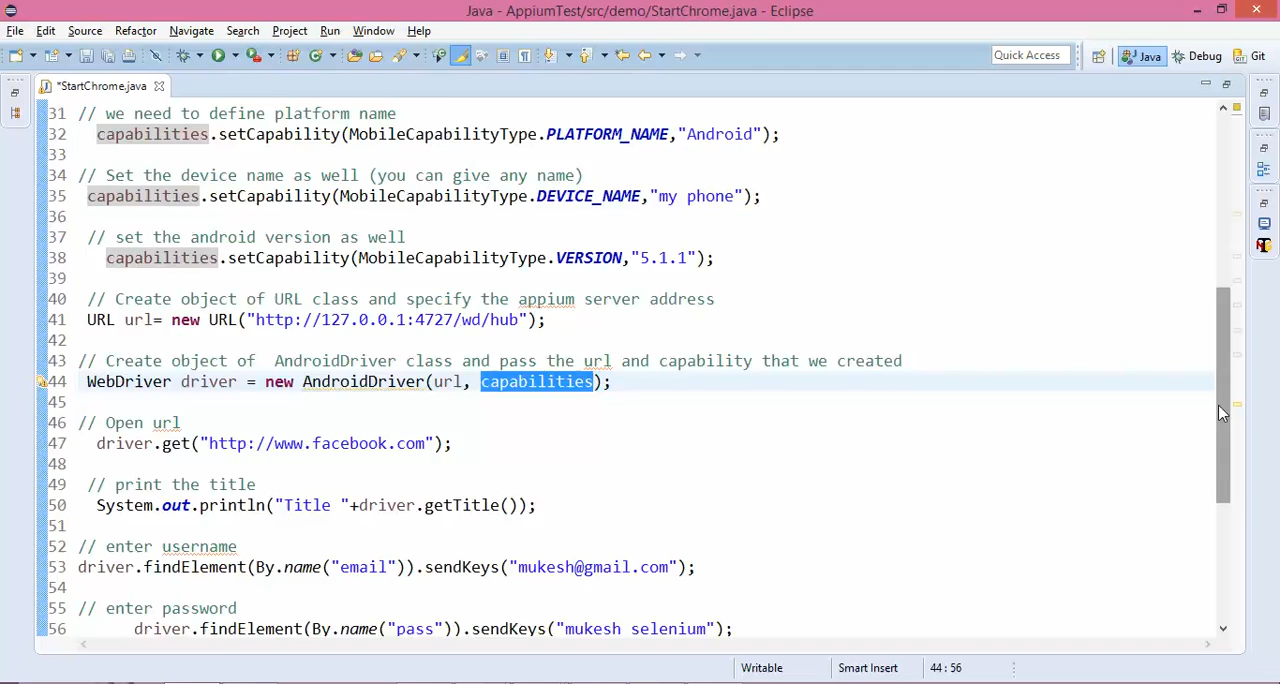 Java - AppiumTest/src/demo/StartChrome.java - Eclipse
File Edit Source Refactor Navigate Search Project Run Window Help
Quick Access Java Debug Git
*StartChrome.java
31 // we need to define platform name
32 capabilities.setCapability(MobileCapabilityType.PLATFORM_NAME,"Android");
33
34 // Set the device name as well (you can give any name)
35 capabilities.setCapability(MobileCapabilityType.DEVICE_NAME,"my phone");
36
37 // set the android version as well
38 capabilities.setCapability(MobileCapabilityType.VERSION,"5.1.1");
39
40 // Create object of URL class and specify the appium server address
41 URL url= new URL("http://127.0.0.1:4727/wd/hub");
42
43 // Create object of  AndroidDriver class and pass the url and capability that we created
44 WebDriver driver = new AndroidDriver(url, capabilities);
45
46 // Open url
47 driver.get("http://www.facebook.com");
48
49 // print the title
50 System.out.println("Title "+driver.getTitle());
51
52 // enter username
53 driver.findElement(By.name("email")).sendKeys("mukesh@gmail.com");
54
55 // enter password
56 driver.findElement(By.name("pass")).sendKeys("mukesh selenium");
Writable Smart Insert 44 : 56